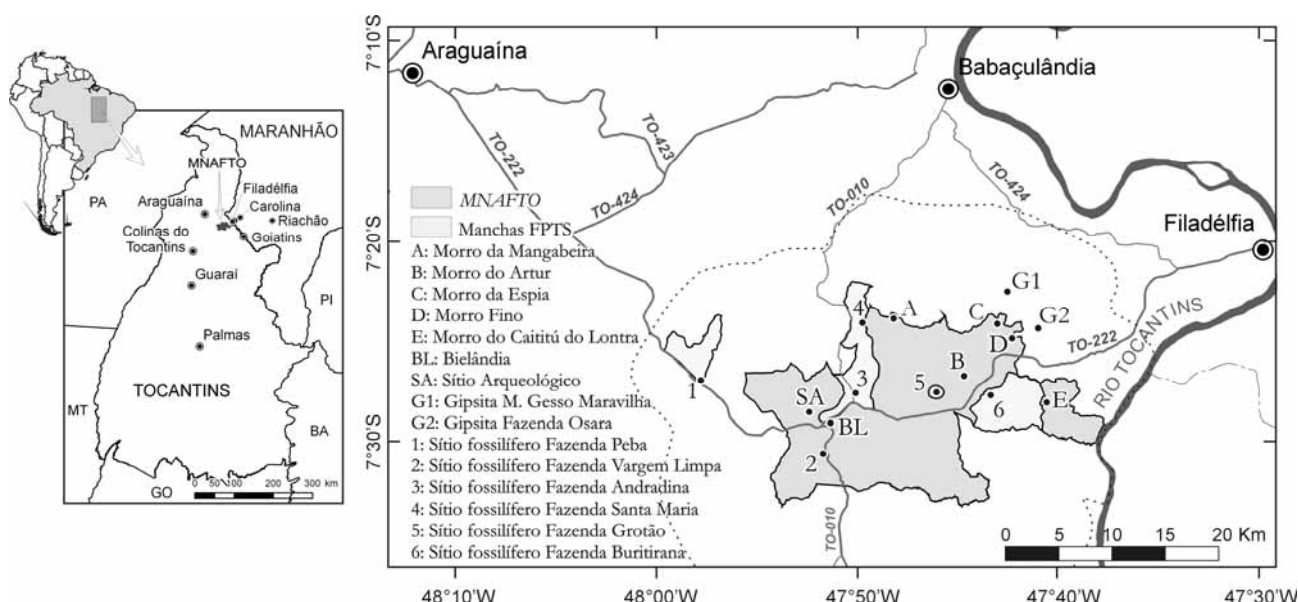 MARANHÃO
MNAFTO
PA
Filadélfia
Araguaína
Carolina
Riachão
Colinas do
Tocantins
Goiatins
Guaraí
PI
Palmas
TOCANTINS
MT
BA
GO
0 50 100 200 300 km
7°10'S
7°20'S
7°30'S
Araguaína
Babaçulândia
Filadélfia
TO-222
TO-423
TO-424
TO-010
TO-424
TO-222
TO-010
RIO TOCANTINS
MNAFTO
Manchas FPTS
A: Morro da Mangabeira
B: Morro do Artur
C: Morro da Espia
D: Morro Fino
E: Morro do Caititú do Lontra
BL: Bielândia
SA: Sítio Arqueológico
G1: Gipsita M. Gesso Maravilha
G2: Gipsita Fazenda Osara
1: Sítio fossilífero Fazenda Peba
2: Sítio fossilífero Fazenda Vargem Limpa
3: Sítio fossilífero Fazenda Andradina
4: Sítio fossilífero Fazenda Santa Maria
5: Sítio fossilífero Fazenda Grotão
6: Sítio fossilífero Fazenda Buritirana
G1
4
A
C
G2
D
1
B
5
SA
3
6
E
BL
2
0 5 10 15 20 Km
48°10'W 48°00'W 47°50'W 47°40'W 47°30'W